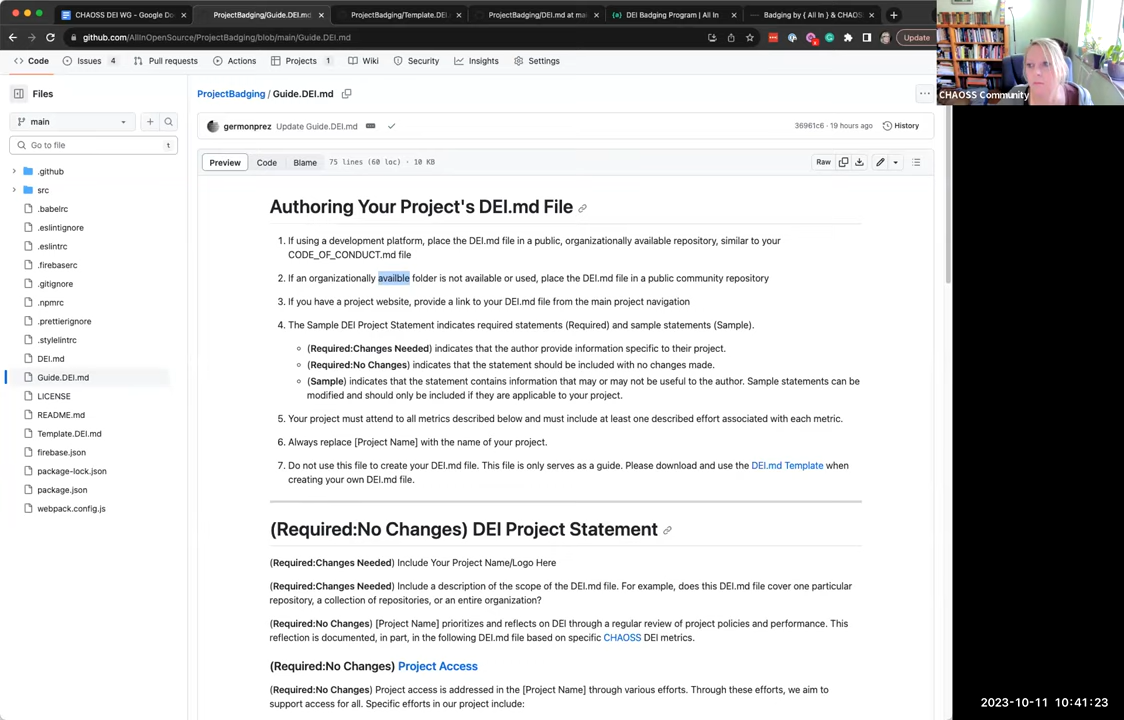 CHAOSS DEI WG - Google Do
ProjectBadging/Guide.DEI.md
ProjectBadging/Template.DEI.m
ProjectBadging/DEI.md at mai
DEI Badging Program | All In
Badging by { All In } & CHAOS
github.com/AllInOpenSource/ProjectBadging/blob/main/Guide.DEI.md
Update
Code
Issues 4
Pull requests
Actions
Projects 1
Wiki
Security
Insights
Settings
CHAOSS Community
Files
ProjectBadging / Guide.DEI.md
main
germonprez Update Guide.DEI.md
36961c6 · 19 hours ago
History
Go to file t
Preview
Code
Blame
75 lines (60 loc) · 10 KB
Raw
.github
src
.babelrc
.eslintignore
.eslintrc
.firebaserc
.gitignore
.npmrc
.prettierignore
.stylelintrc
DEI.md
Guide.DEI.md
LICENSE
README.md
Template.DEI.md
firebase.json
package-lock.json
package.json
webpack.config.js
Authoring Your Project's DEI.md File
1. If using a development platform, place the DEI.md file in a public, organizationally available repository, similar to your
CODE_OF_CONDUCT.md file
2. If an organizationally availble folder is not available or used, place the DEI.md file in a public community repository
3. If you have a project website, provide a link to your DEI.md file from the main project navigation
4. The Sample DEI Project Statement indicates required statements (Required) and sample statements (Sample).
(Required:Changes Needed) indicates that the author provide information specific to their project.
(Required:No Changes) indicates that the statement should be included with no changes made.
(Sample) indicates that the statement contains information that may or may not be useful to the author. Sample statements can be
modified and should only be included if they are applicable to your project.
5. Your project must attend to all metrics described below and must include at least one described effort associated with each metric.
6. Always replace [Project Name] with the name of your project.
7. Do not use this file to create your DEI.md file. This file is only serves as a guide. Please download and use the DEI.md Template when
creating your own DEI.md file.
(Required:No Changes) DEI Project Statement
(Required:Changes Needed) Include Your Project Name/Logo Here
(Required:Changes Needed) Include a description of the scope of the DEI.md file. For example, does this DEI.md file cover one particular
repository, a collection of repositories, or an entire organization?
(Required:No Changes) [Project Name] prioritizes and reflects on DEI through a regular review of project policies and performance. This
reflection is documented, in part, in the following DEI.md file based on specific CHAOSS DEI metrics.
(Required:No Changes) Project Access
(Required:No Changes) Project access is addressed in the [Project Name] through various efforts. Through these efforts, we aim to
support access for all. Specific efforts in our project include:
2023-10-11 10:41:23